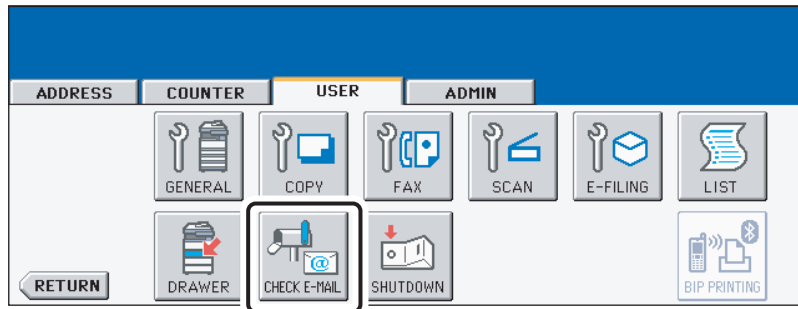 ADDRESS COUNTER USER ADMIN
GENERAL COPY FAX SCAN E-FILING LIST
DRAWER CHECK E-MAIL SHUTDOWN BIP PRINTING
RETURN
@